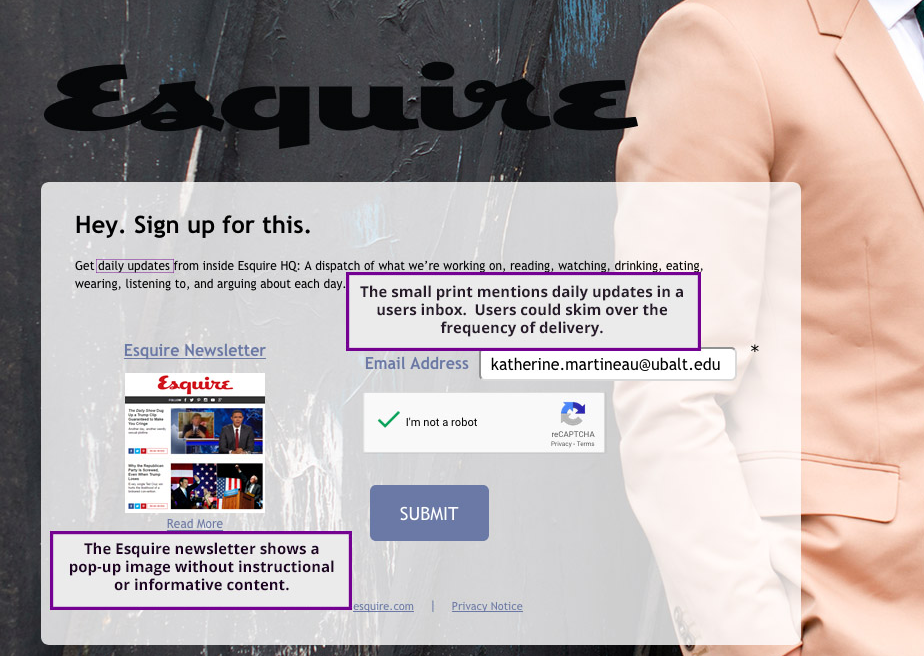 Esquire
Hey. Sign up for this.
Get daily updates from inside Esquire HQ: A dispatch of what we're working on, reading, watching, drinking, eating,
wearing, listening to, and arguing about each day.
The small print mentions daily updates in a
users inbox. Users could skim over the
frequency of delivery.
Esquire Newsletter
Email Address
katherine.martineau@ubalt.edu
*
Esquire
The Daily Show Dug
Up a Trump Clip
Guaranteed to Make
You Cringe
Why the Republican
Party Is Screwed,
Even When Trump
Loses
Read More
I'm not a robot
reCAPTCHA
Privacy - Terms
SUBMIT
The Esquire newsletter shows a
pop-up image without instructional
or informative content.
esquire.com | Privacy Notice